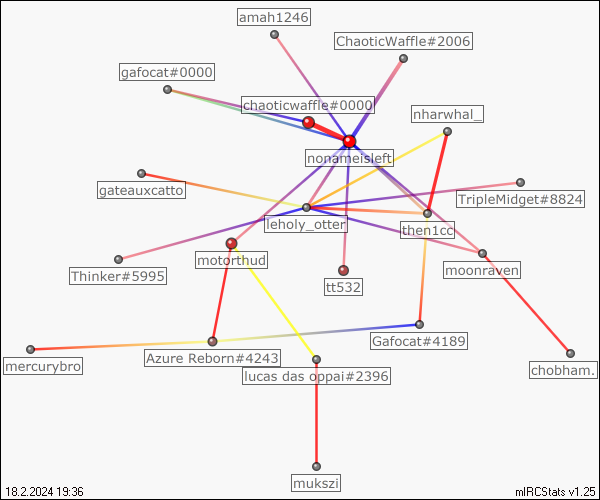 amah1246
ChaoticWaffle#2006
gafocat#0000
chaoticwaffle#0000
nharwhal_
nonameisleft
gateauxcatto
TripleMidget#8824
leholy_otter
then1cc
motorthud
Thinker#5995
moonraven
tt532
Gafocat#4189
Azure Reborn#4243
mercurybro
chobham.
lucas das oppai#2396
mukszi
18.2.2024 19:36
mIRCStats v1.25